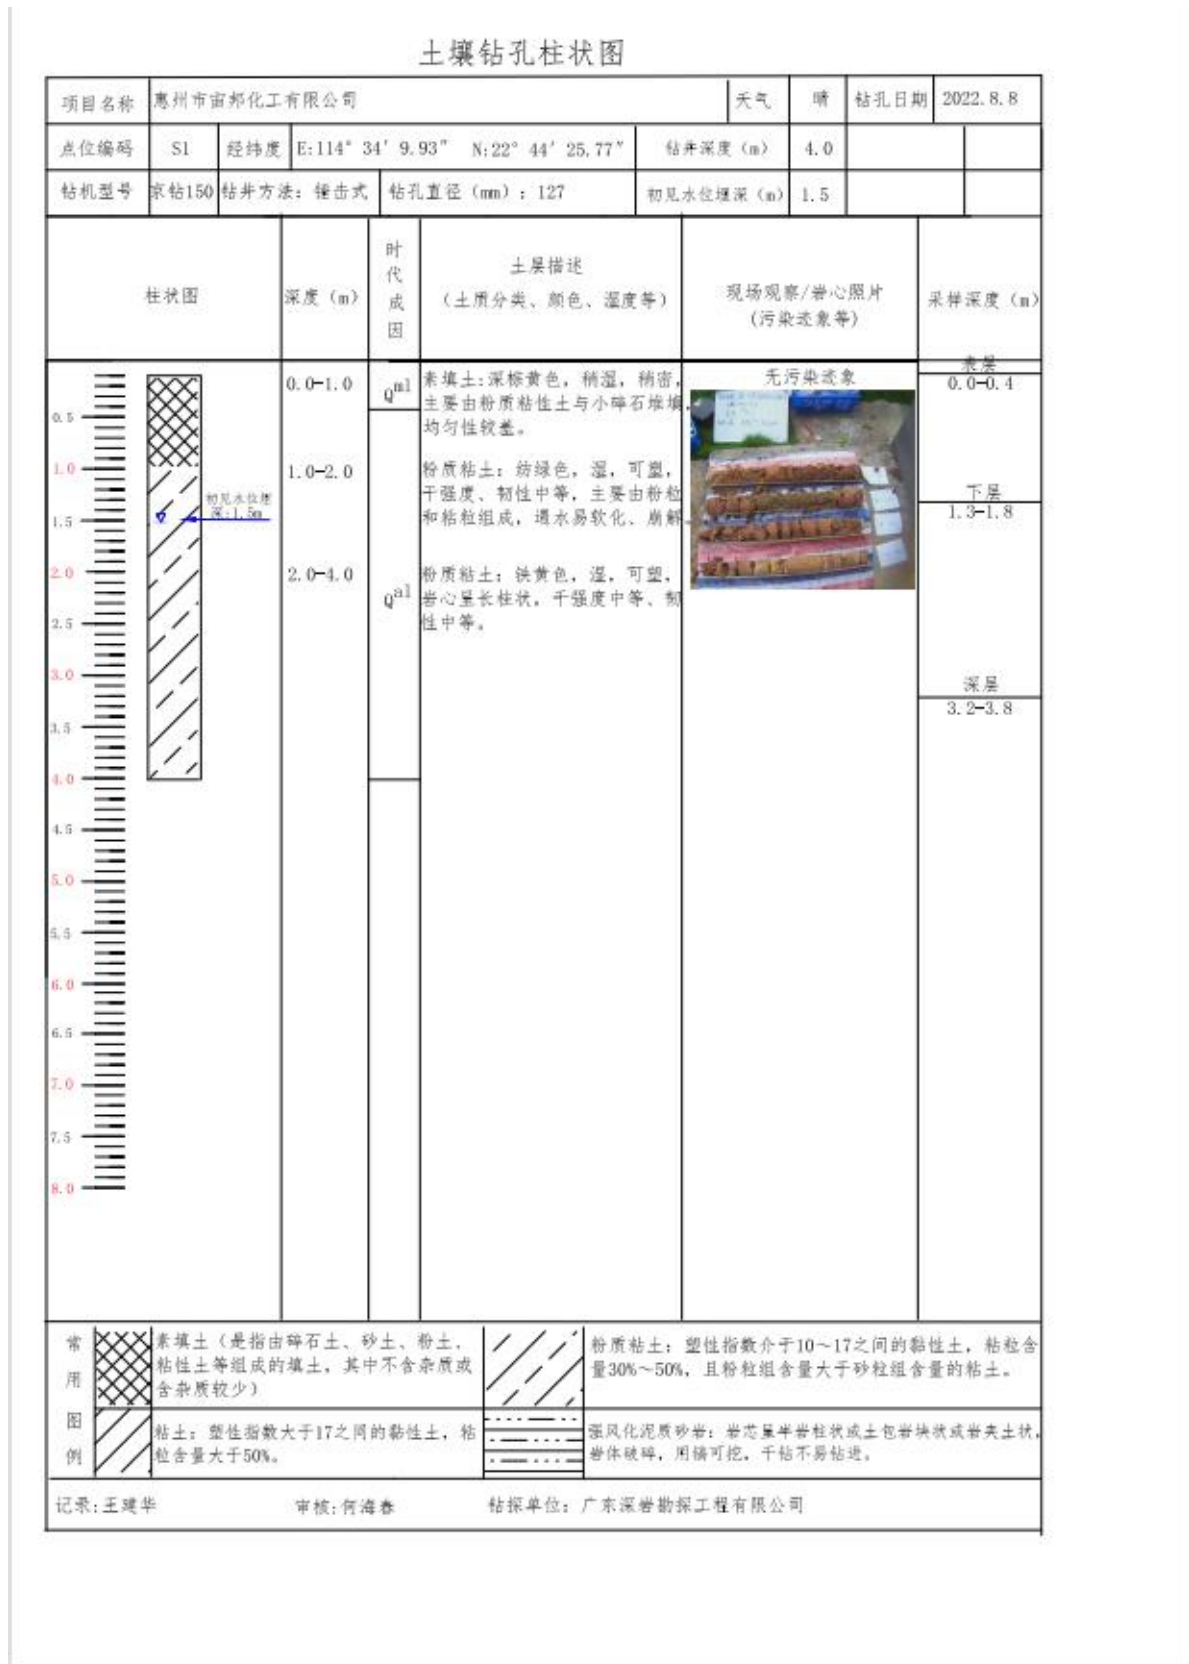 土壤钻孔柱状图
项目名称 惠州市宙邦化工有限公司 天气 晴 钻孔日期 2022.8.8
点位编码 S1 经纬度 E:114° 34′ 9.93″ N:22° 44′ 25.77″ 钻井深度（m） 4.0
钻机型号 京钻150 钻井方法：锤击式 钻孔直径（mm）：127 初见水位埋深（m） 1.5
柱状图 深度（m） 时代成因 土层描述
（土质分类、颜色、湿度等）
现场观察/岩心照片
(污染迹象等)
采样深度（m）
0.0-1.0
Q ml
素填土:深棕黄色，稍湿，稍密，
主要由粉质粘性土与小碎石堆填，
均匀性较差。
无污染迹象
表层
0.0-0.4
0.5
1.0
1.0-2.0
粉质粘土：纺绿色，湿，可塑，
干强度、韧性中等，主要由粉粒
和粘粒组成，遇水易软化、崩解。
初见水位埋
深:1.5m
下层
1.3-1.8
1.5
2.0
2.0-4.0
Q al
粉质粘土：铁黄色，湿，可塑，
岩心呈长柱状，干强度中等、韧
性中等。
2.5
3.0
深层
3.2-3.8
3.5
4.0
4.5
5.0
5.5
6.0
6.5
7.0
7.5
8.0
常用图例
素填土（是指由碎石土、砂土、粉土、
粘性土等组成的填土，其中不含杂质或
含杂质较少）
粉质粘土：塑性指数介于10～17之间的黏性土，粘粒含
量30%～50%，且粉粒组含量大于砂粒组含量的粘土。
粘土：塑性指数大于17之间的黏性土，粘
粒含量大于50%。
强风化泥质砂岩：岩芯呈半岩柱状或土包岩块状或岩夹土状，
岩体破碎，用镐可挖，干钻不易钻进。
记录:王建华 审核:何海春 钻探单位：广东深岩勘探工程有限公司